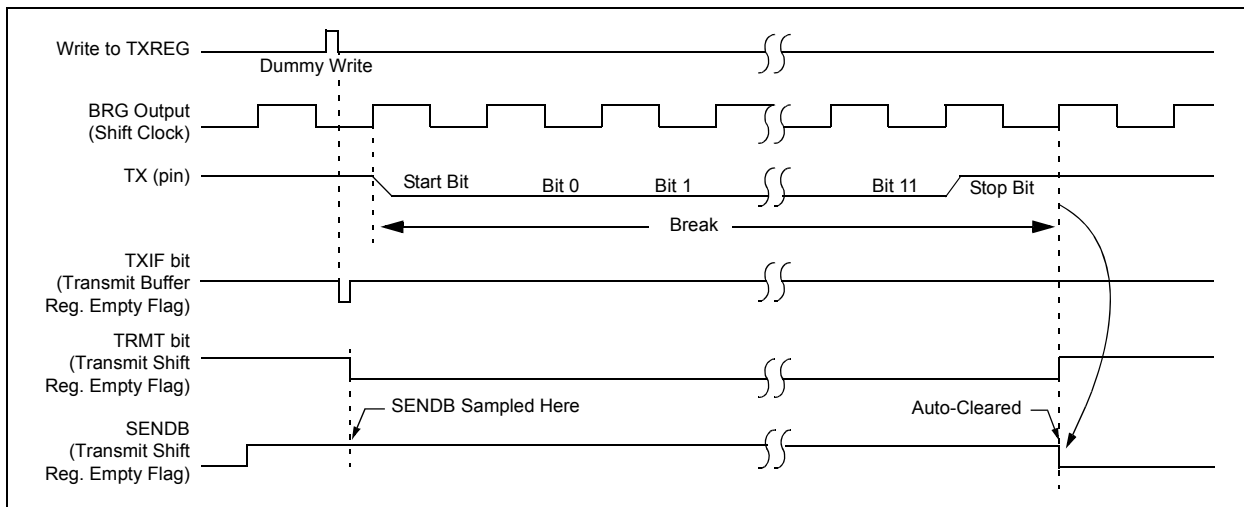 Write to TXREG
Dummy Write
BRG Output
(Shift Clock)
TX (pin)
Start Bit
Bit 0
Bit 1
Bit 11
Stop Bit
Break
TXIF bit
(Transmit Buffer
Reg. Empty Flag)
TRMT bit
(Transmit Shift
Reg. Empty Flag)
SENDB Sampled Here
Auto-Cleared
SENDB
(Transmit Shift
Reg. Empty Flag)